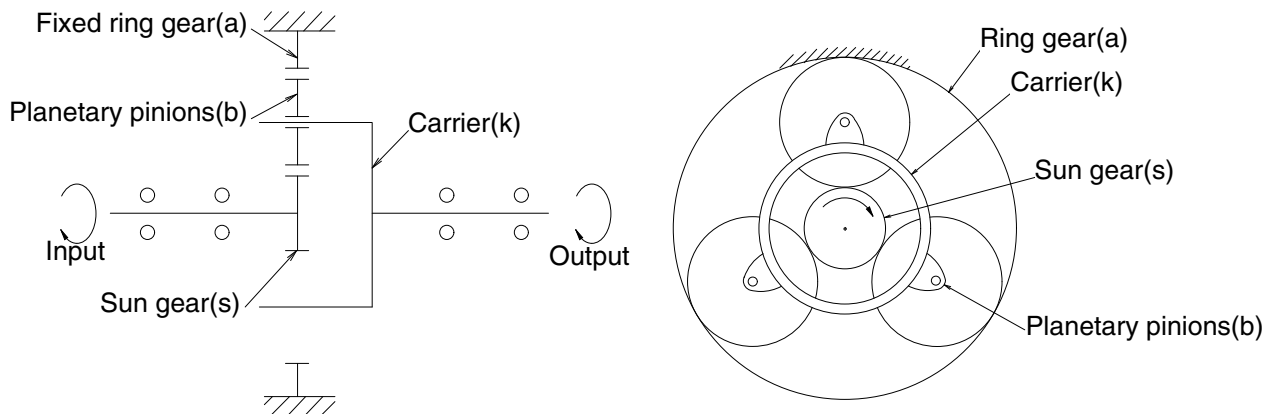 Fixed ring gear(a)
Planetary pinions(b)
Carrier(k)
Input
Output
Sun gear(s)
Ring gear(a)
Carrier(k)
Sun gear(s)
Planetary pinions(b)